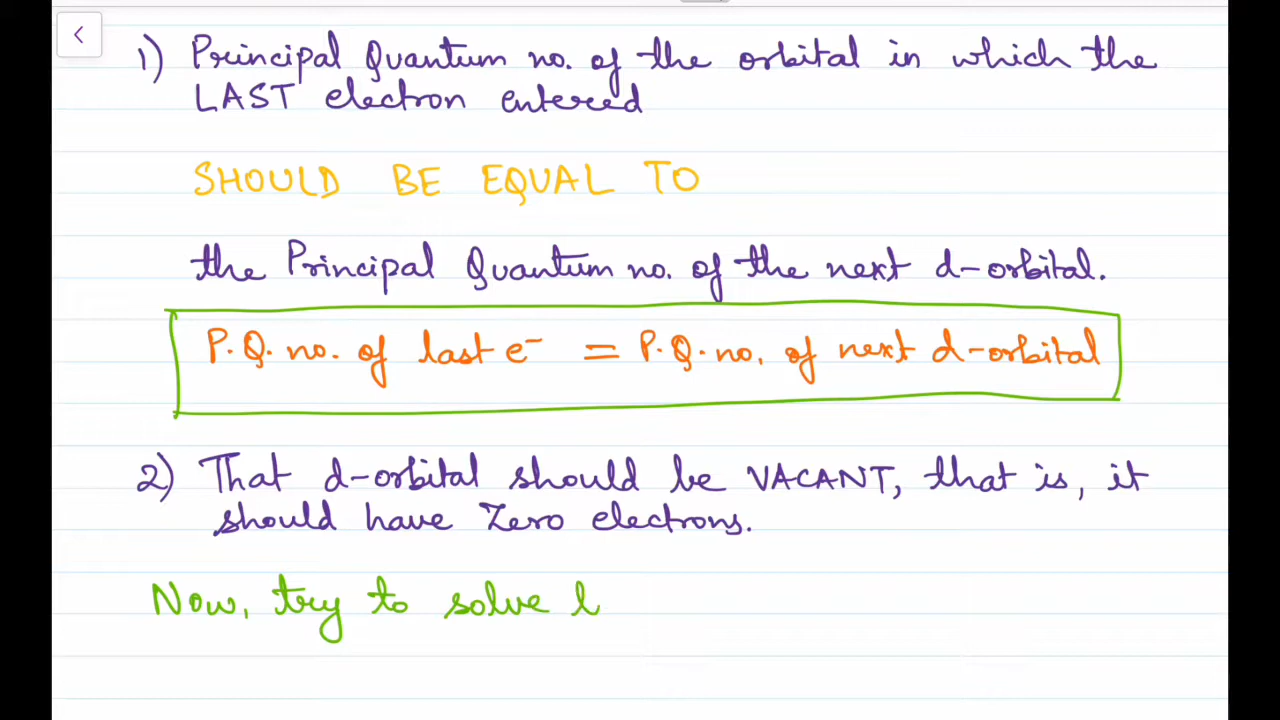 1) Principal Quantum no. of the orbital in which the
LAST electron entered
SHOULD BE EQUAL TO
the Principal Quantum no. of the next d-orbital.
P.Q. no. of last e⁻ = P.Q. no. of next d-orbital
2) That d-orbital should be VACANT, that is, it
should have Zero electrons.
Now, try to solve l